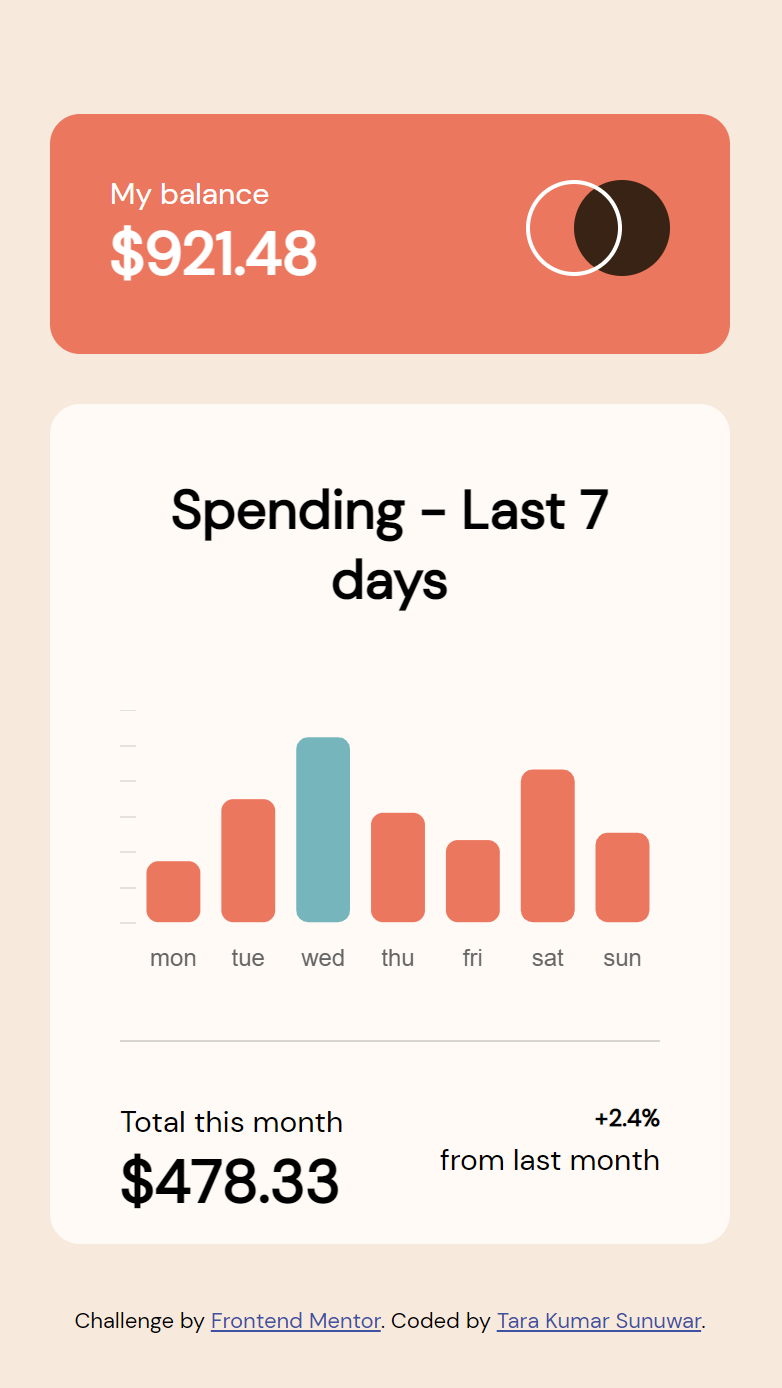 My balance
$921.48
Spending - Last 7
days
mon tue wed thu fri sat sun
Total this month
$478.33
+2.4%
from last month
Challenge by Frontend Mentor. Coded by Tara Kumar Sunuwar.